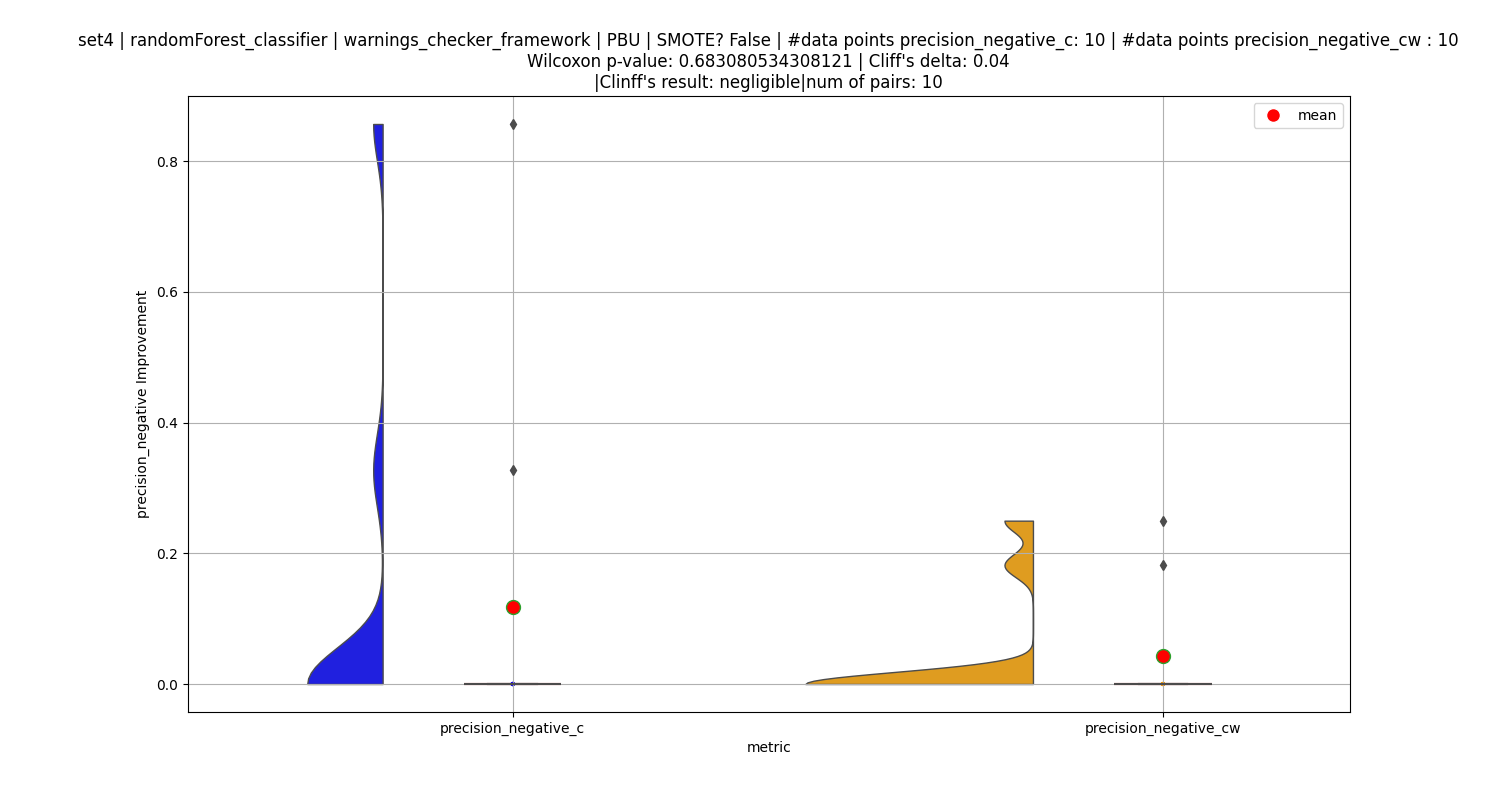 set4 | randomForest_classifier | warnings_checker_framework | PBU | SMOTE? False | #data points precision_negative_c: 10 | #data points precision_negative_cw : 10
Wilcoxon p-value: 0.683080534308121 | Cliff's delta: 0.04
|Clinff's result: negligible|num of pairs: 10
mean
precision_negative Improvement
0.8
0.6
0.4
0.2
0.0
precision_negative_c
precision_negative_cw
metric